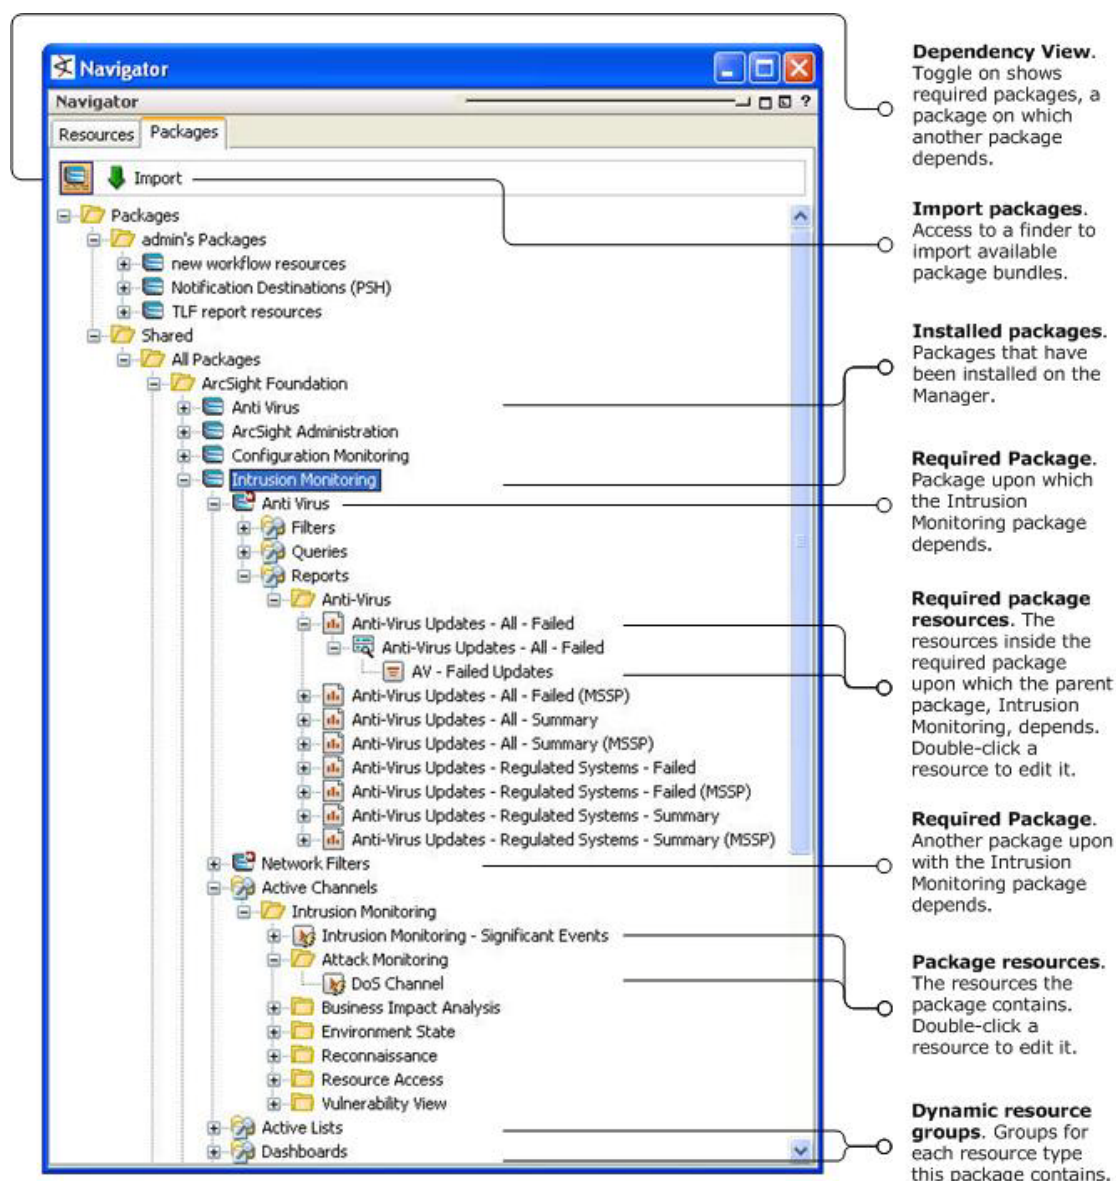 Navigator
Navigator
?
Resources
Packages
Import
Packages
admin's Packages
new workflow resources
Notification Destinations (PSH)
TLF report resources
Shared
All Packages
ArcSight Foundation
Anti Virus
ArcSight Administration
Configuration Monitoring
Intrusion Monitoring
Anti Virus
Filters
Queries
Reports
Anti-Virus
Anti-Virus Updates - All - Failed
Anti-Virus Updates - All - Failed
AV - Failed Updates
Anti-Virus Updates - All - Failed (MSSP)
Anti-Virus Updates - All - Summary
Anti-Virus Updates - All - Summary (MSSP)
Anti-Virus Updates - Regulated Systems - Failed
Anti-Virus Updates - Regulated Systems - Failed (MSSP)
Anti-Virus Updates - Regulated Systems - Summary
Anti-Virus Updates - Regulated Systems - Summary (MSSP)
Network Filters
Active Channels
Intrusion Monitoring
Intrusion Monitoring - Significant Events
Attack Monitoring
DoS Channel
Business Impact Analysis
Environment State
Reconnaissance
Resource Access
Vulnerability View
Active Lists
Dashboards
Dependency View.
Toggle on shows
required packages, a
package on which
another package
depends.
Import packages.
Access to a finder to
import available
package bundles.
Installed packages.
Packages that have
been installed on the
Manager.
Required Package.
Package upon which
the Intrusion
Monitoring package
depends.
Required package
resources. The
resources inside the
required package
upon which the parent
package, Intrusion
Monitoring, depends.
Double-click a
resource to edit it.
Required Package.
Another package upon
with the Intrusion
Monitoring package
depends.
Package resources.
The resources the
package contains.
Double-click a
resource to edit it.
Dynamic resource
groups. Groups for
each resource type
this package contains.